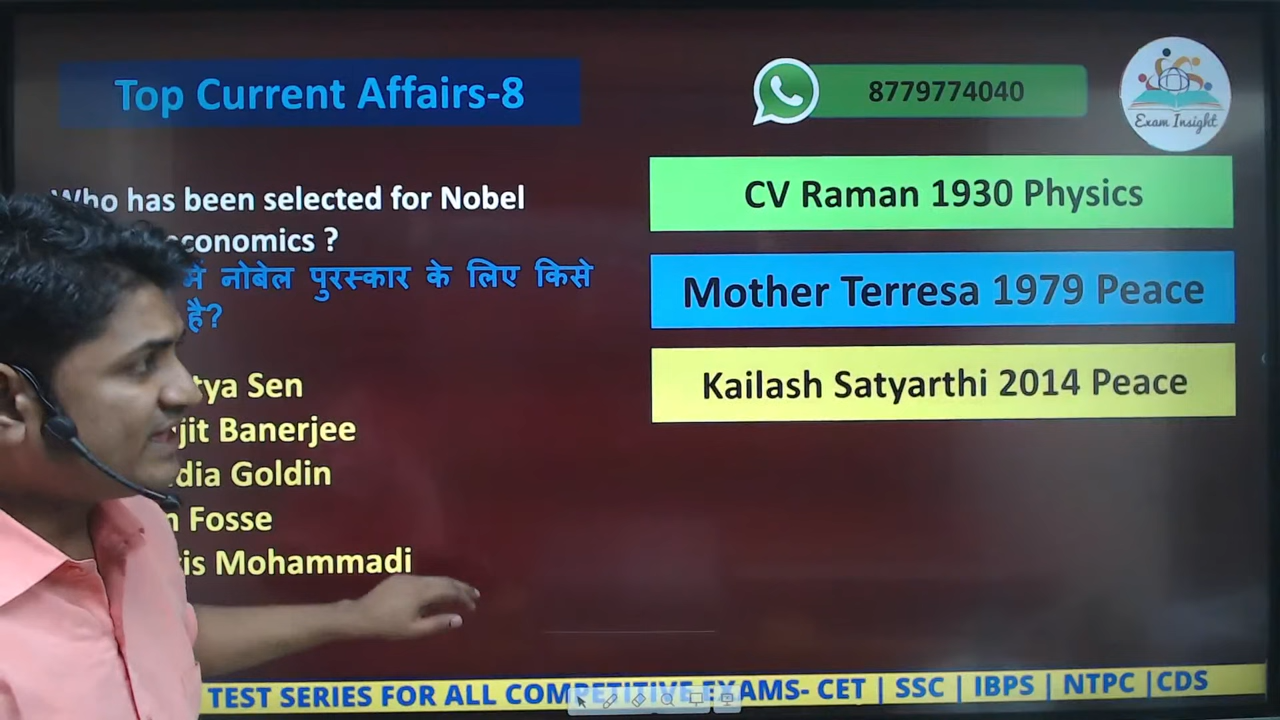 Top Current Affairs-8
8779774040
Exam Insight
Who has been selected for Nobel
economics ?
में नोबेल पुरस्कार के लिए किसे
है?
tya Sen
jit Banerjee
dia Goldin
n Fosse
is Mohammadi
CV Raman 1930 Physics
Mother Terresa 1979 Peace
Kailash Satyarthi 2014 Peace
TEST SERIES FOR ALL COMPETITIVE EXAMS- CET | SSC | IBPS | NTPC |CDS